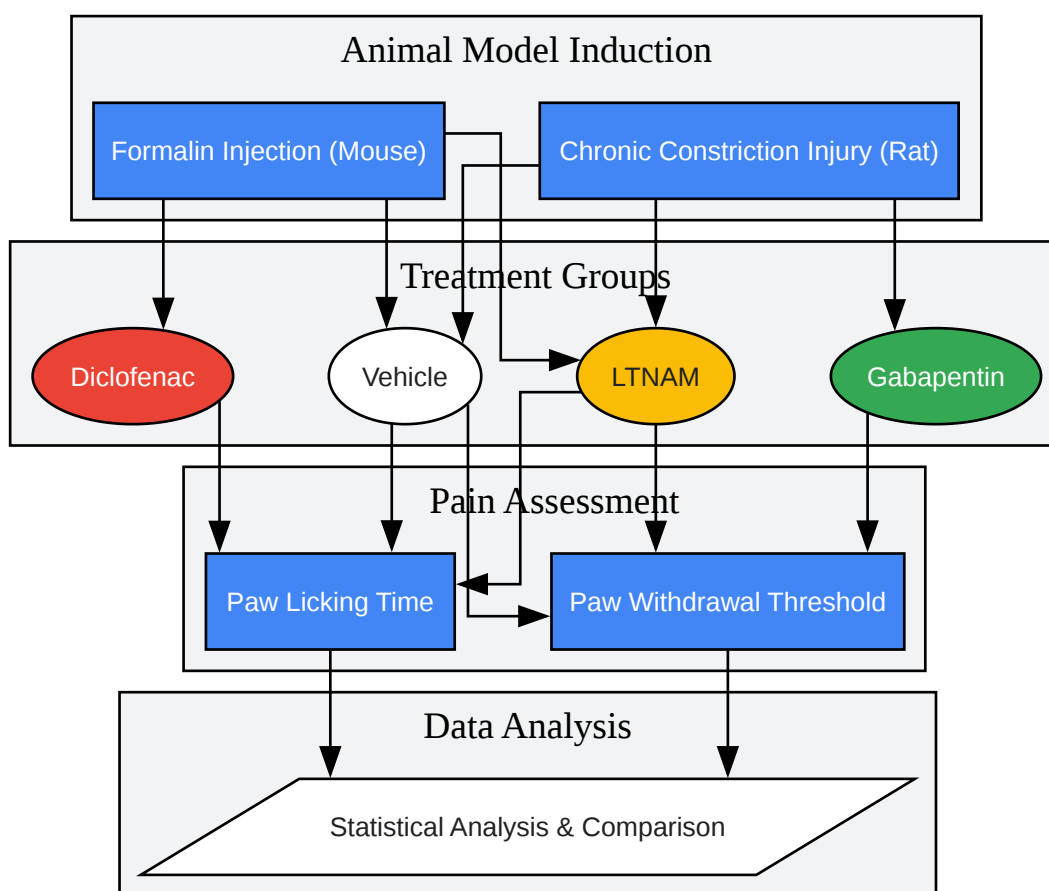 Animal Model Induction
Formalin Injection (Mouse)
Chronic Constriction Injury (Rat)
Treatment Groups
Diclofenac
Vehicle
LTNAM
Gabapentin
Pain Assessment
Paw Licking Time
Paw Withdrawal Threshold
Data Analysis
Statistical Analysis & Comparison